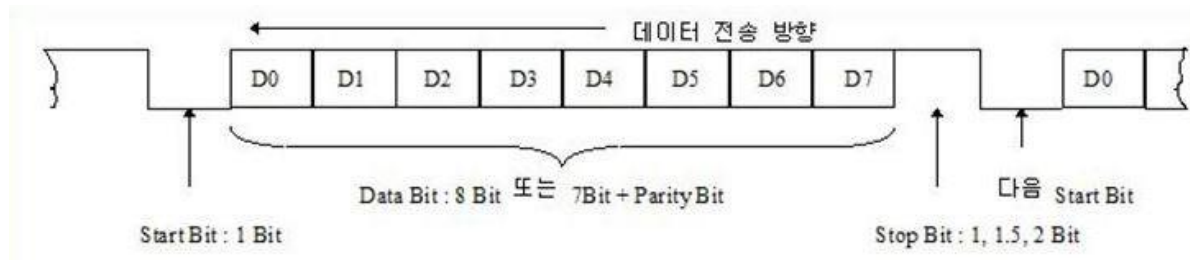 데이터 전송 방향
D0 D1 D2 D3 D4 D5 D6 D7 D0
Data Bit : 8 Bit 또는 7Bit + Parity Bit
다음 Start Bit
Start Bit : 1 Bit
Stop Bit : 1, 1.5, 2 Bit